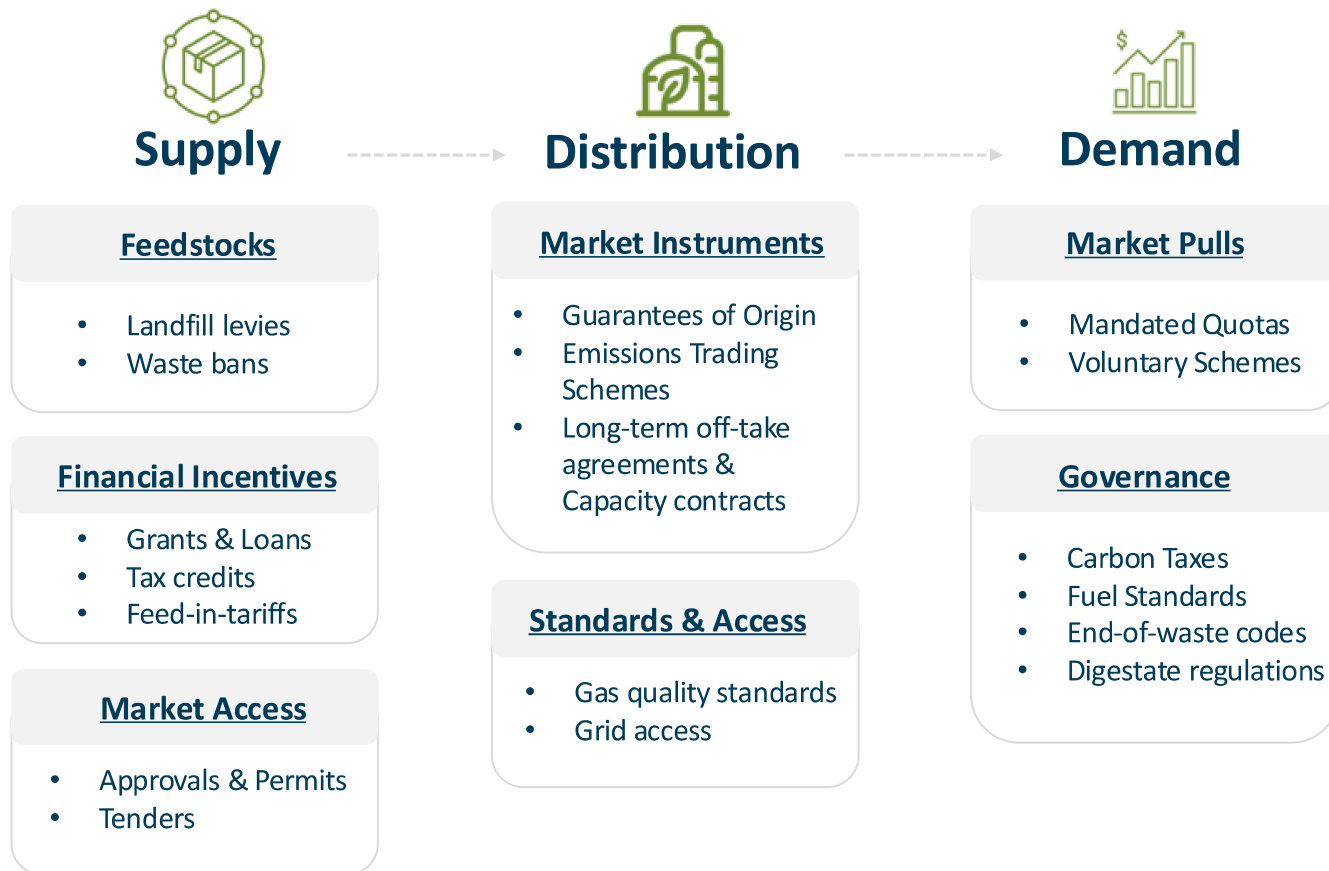 $
Supply
Distribution
Demand
Feedstocks
• Landfill levies
• Waste bans
Financial Incentives
• Grants & Loans
• Tax credits
• Feed-in-tariffs
Market Access
• Approvals & Permits
• Tenders
Market Instruments
• Guarantees of Origin
• Emissions Trading
Schemes
• Long-term off-take
agreements &
Capacity contracts
Standards & Access
• Gas quality standards
• Grid access
Market Pulls
• Mandated Quotas
• Voluntary Schemes
Governance
• Carbon Taxes
• Fuel Standards
• End-of-waste codes
• Digestate regulations